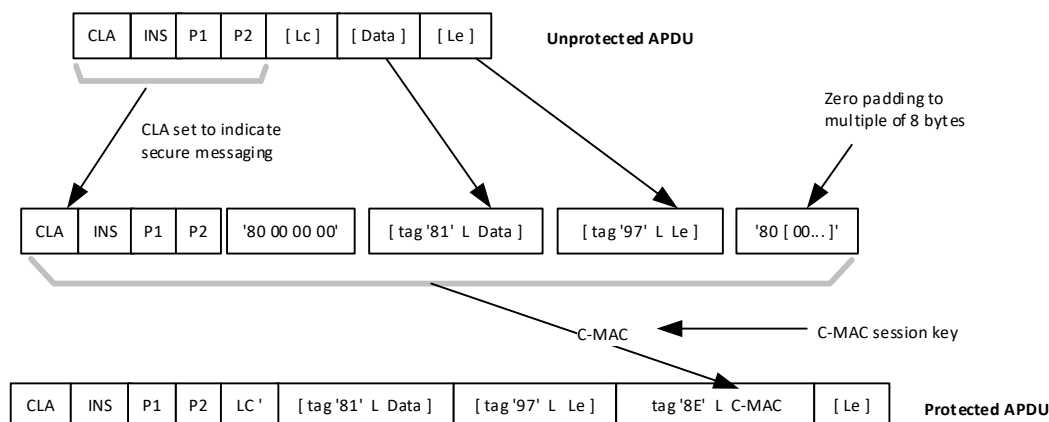 CLA INS P1 P2 [ Lc ] [ Data ] [ Le ] Unprotected APDU
CLA set to indicate
secure messaging
Zero padding to
multiple of 8 bytes
CLA INS P1 P2 '80 00 00 00' [ tag '81' L Data ] [ tag '97' L Le ] '80 [ 00... ]'
C-MAC C-MAC session key
CLA INS P1 P2 LC ' [ tag '81' L Data ] [ tag '97' L Le ] tag '8E' L C-MAC [ Le ] Protected APDU